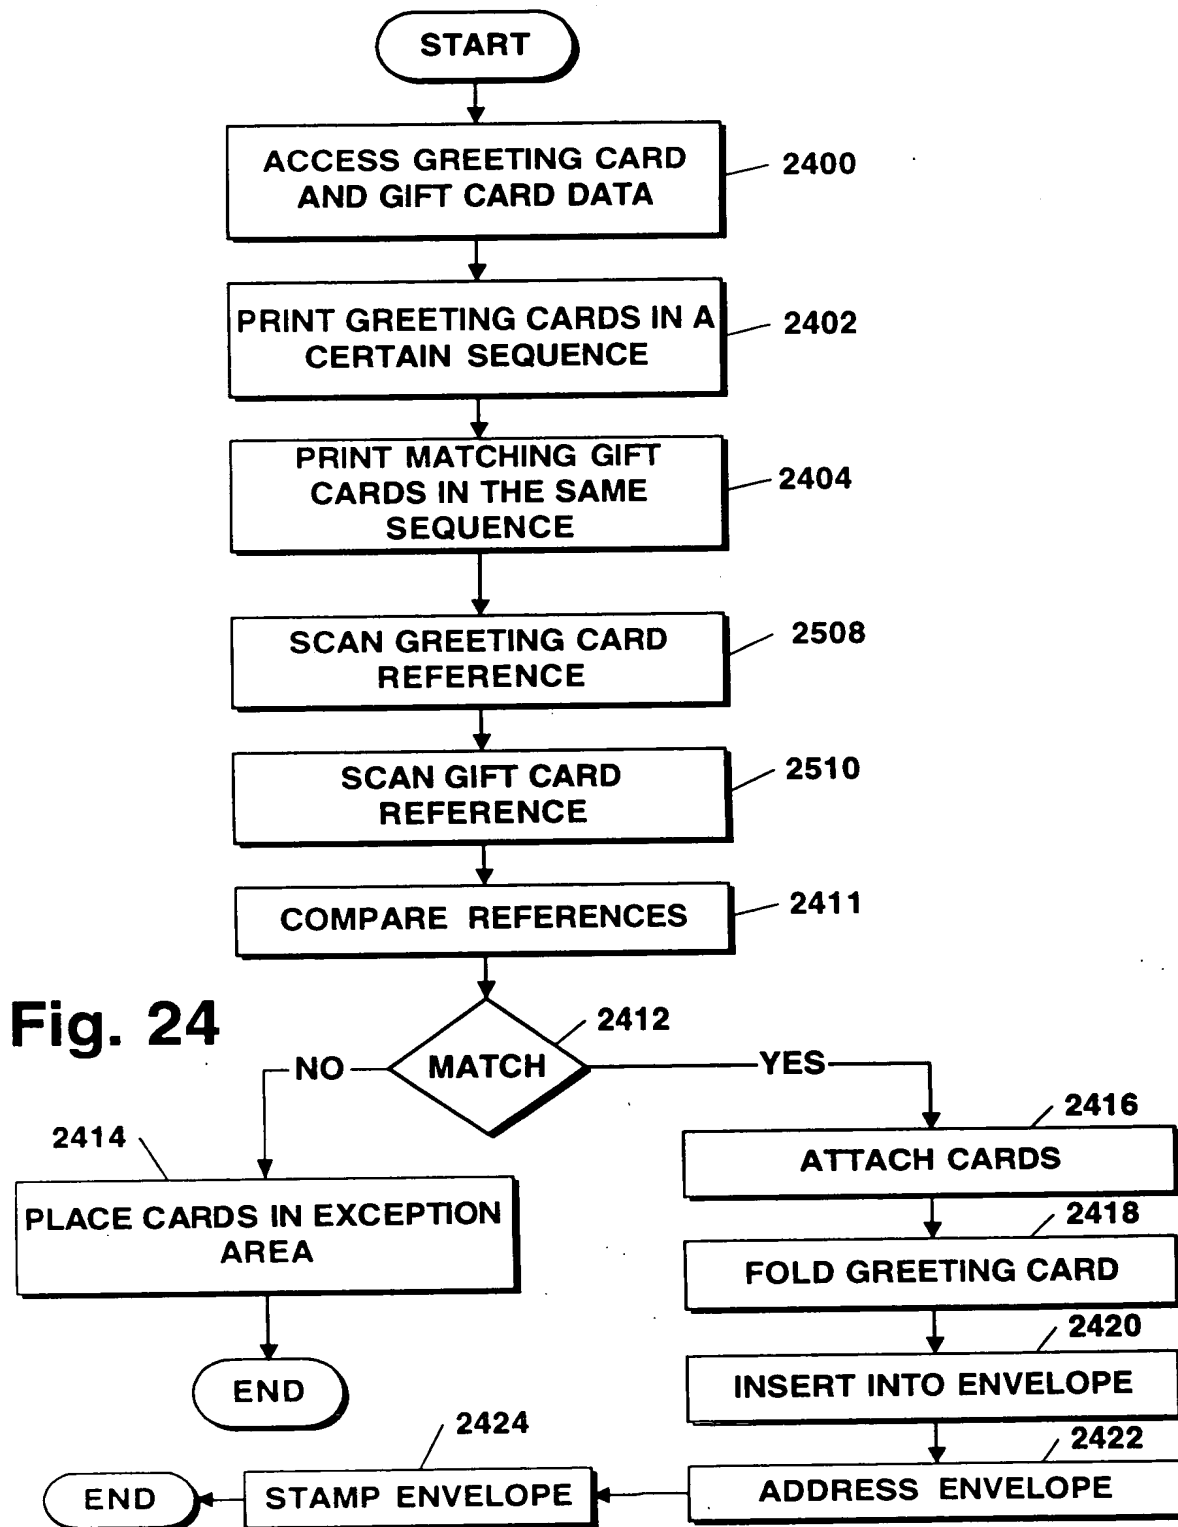 START
ACCESS GREETING CARD
AND GIFT CARD DATA
2400
PRINT GREETING CARDS IN A
CERTAIN SEQUENCE
2402
PRINT MATCHING GIFT
CARDS IN THE SAME
SEQUENCE
2404
SCAN GREETING CARD
REFERENCE
2508
SCAN GIFT CARD
REFERENCE
2510
COMPARE REFERENCES
2411
Fig. 24
MATCH
2412
NO
YES
2414
PLACE CARDS IN EXCEPTION
AREA
END
2416
ATTACH CARDS
2418
FOLD GREETING CARD
2420
INSERT INTO ENVELOPE
2422
ADDRESS ENVELOPE
2424
STAMP ENVELOPE
END